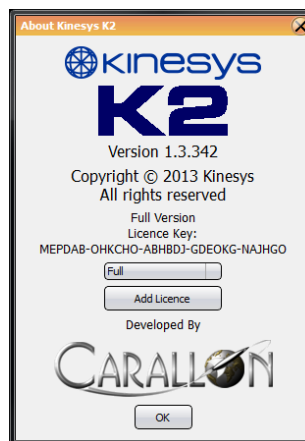 About Kinesys K2
KINESYS
K2
Version 1.3.342
Copyright © 2013 Kinesys
All rights reserved
Full Version
Licence Key:
MEPDAB-OHKCHO-ABHBDJ-GDEOKG-NAJHGO
Full
Add Licence
Developed By
CARALLON
OK